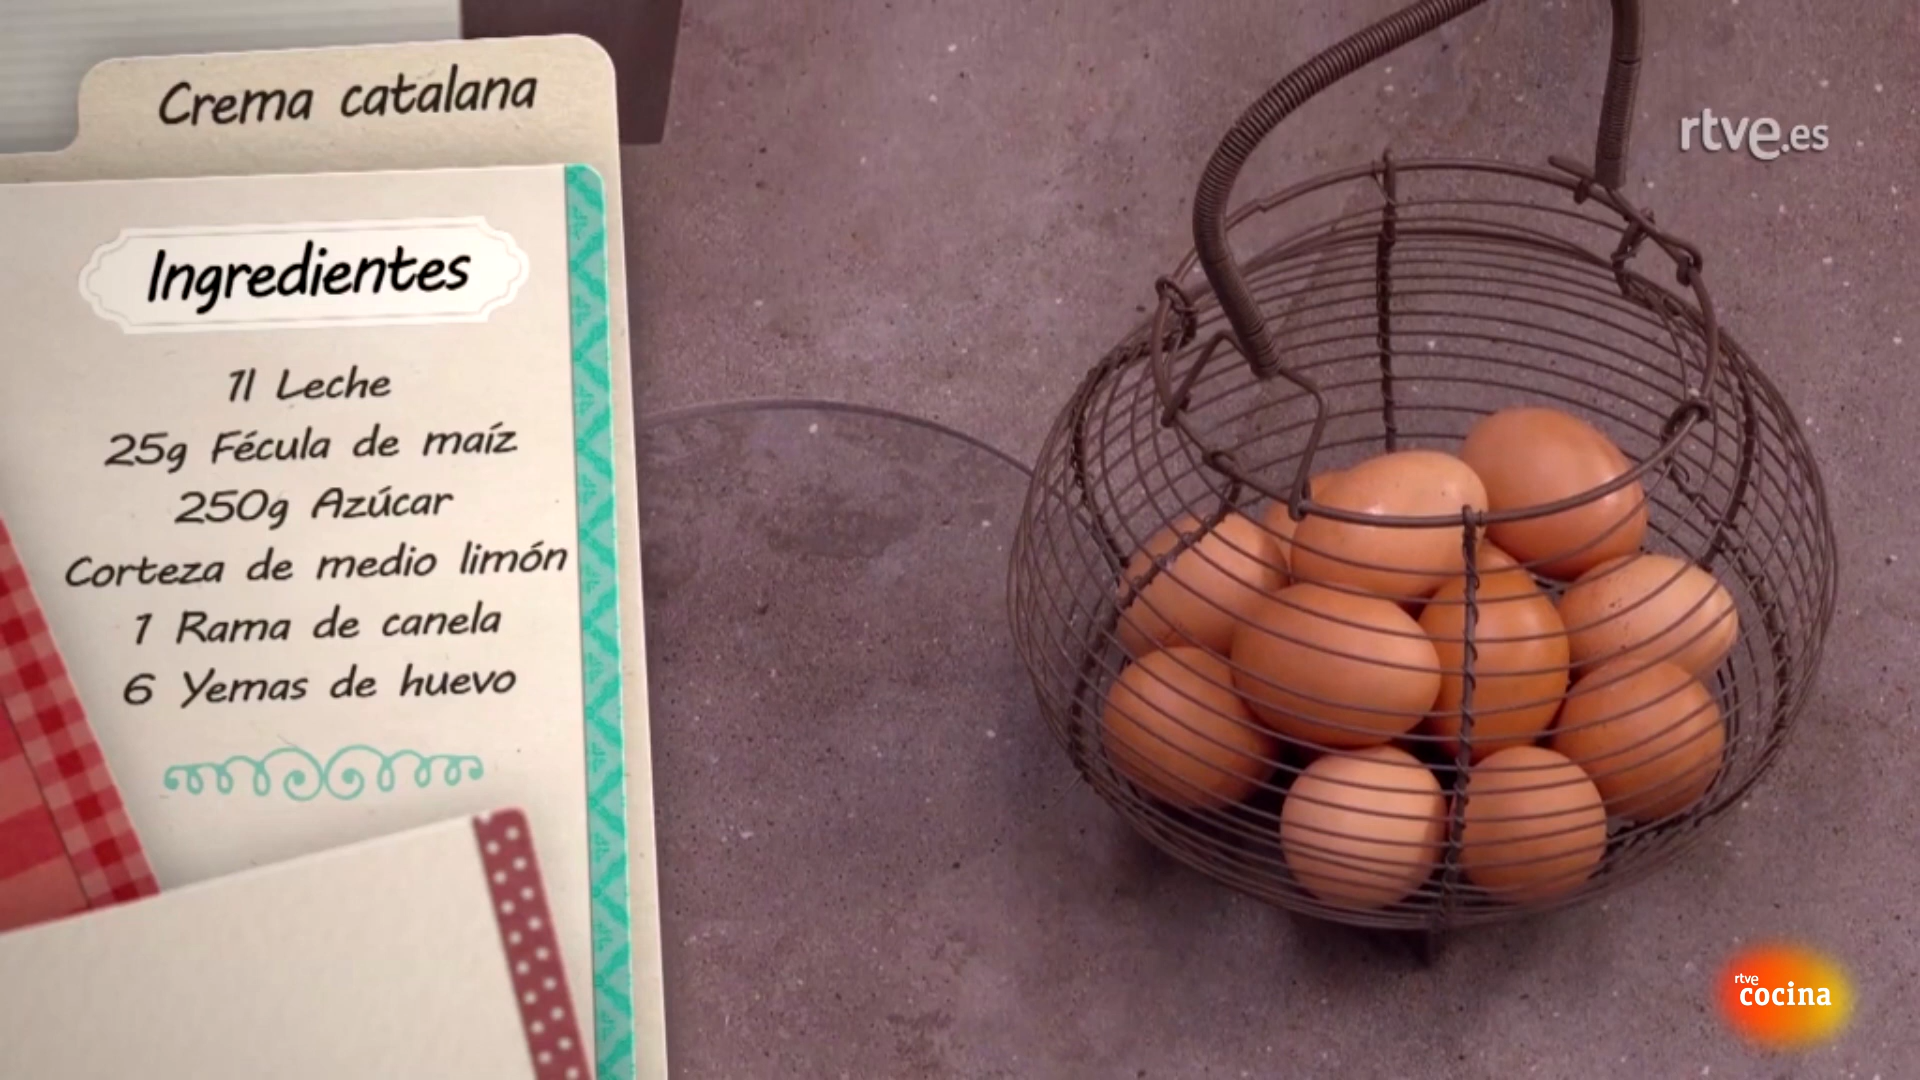 Crema catalana
Ingredientes
1l Leche
25g Fécula de maíz
250g Azúcar
Corteza de medio limón
1 Rama de canela
6 Yemas de huevo
rtve.es
rtve
cocina